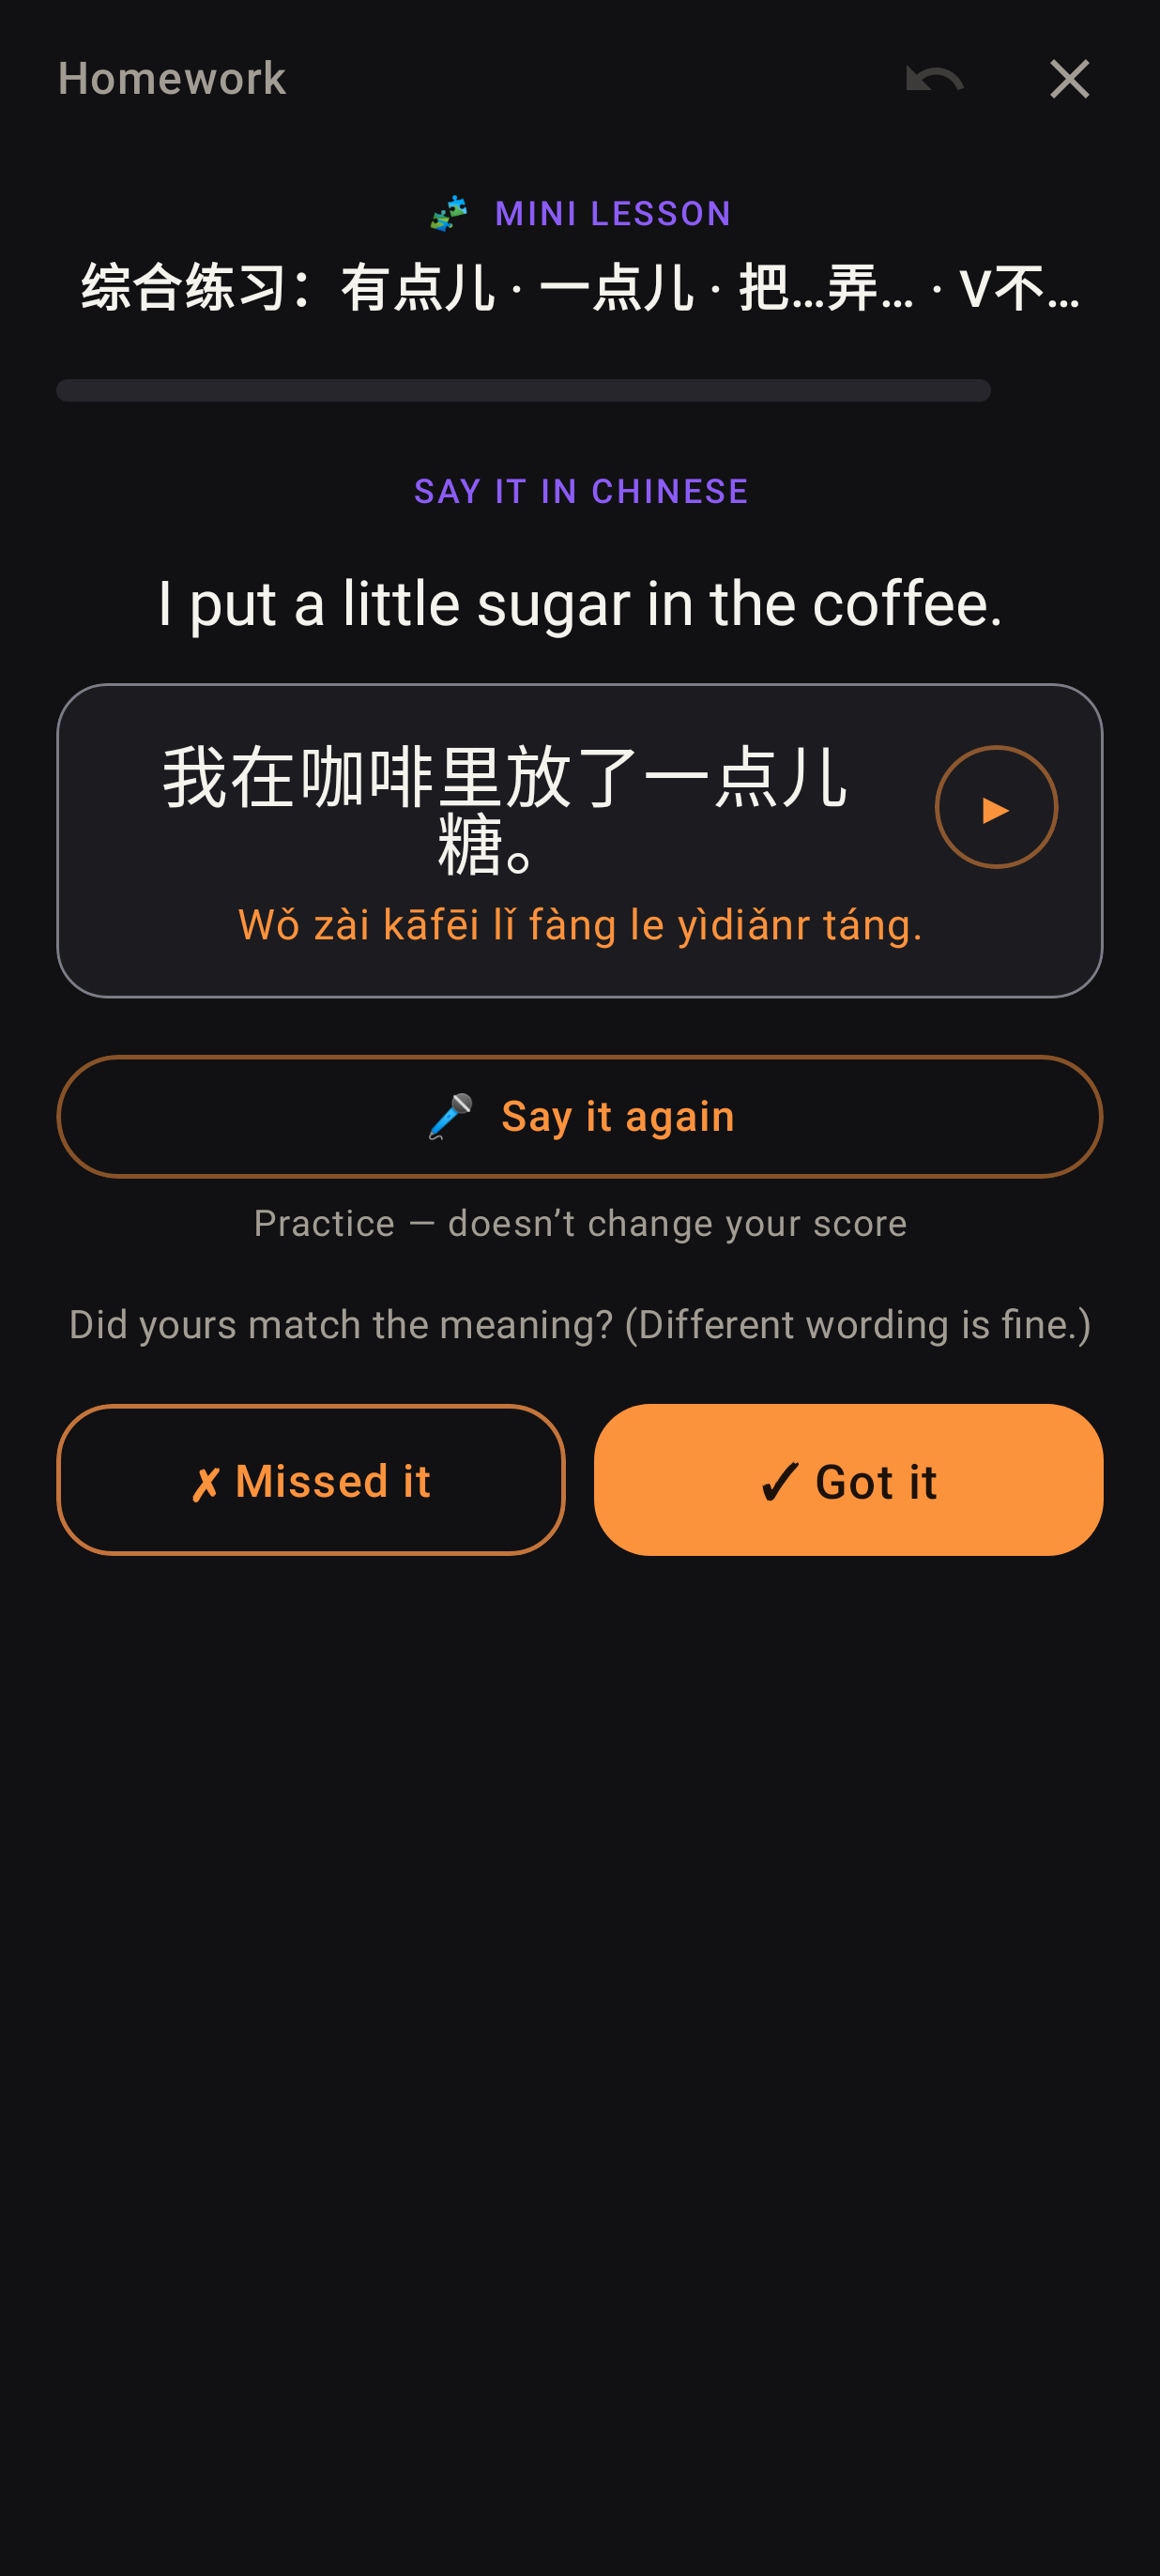 Homework
MINI LESSON
综合练习：有点儿 · 一点儿 · 把…弄… · V不…
SAY IT IN CHINESE
I put a little sugar in the coffee.
我在咖啡里放了一点儿
糖。
Wǒ zài kāfēi lǐ fàng le yìdiǎnr táng.
Say it again
Practice — doesn’t change your score
Did yours match the meaning? (Different wording is fine.)
✗ Missed it
✓ Got it